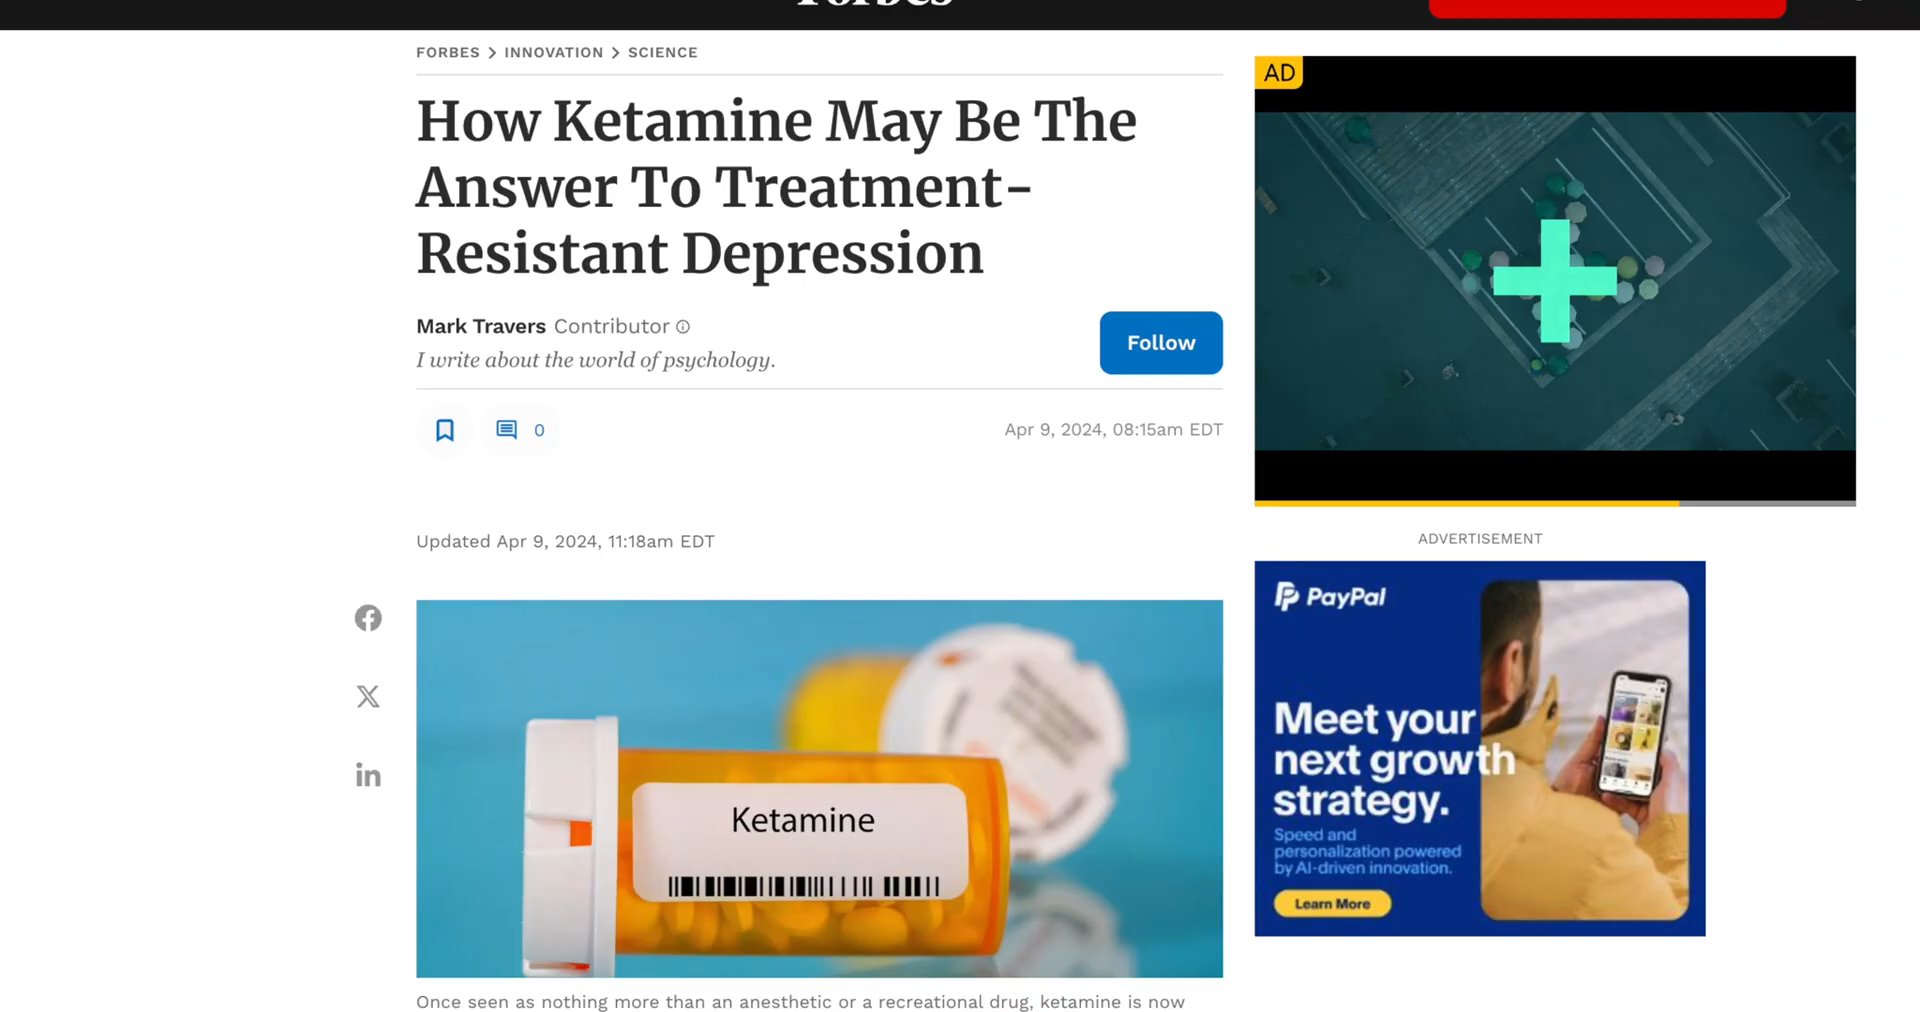 Forbes
FORBES > INNOVATION > SCIENCE
How Ketamine May Be The
Answer To Treatment-
Resistant Depression
Mark Travers Contributor
I write about the world of psychology.
Follow
0
Apr 9, 2024, 08:15am EDT
Updated Apr 9, 2024, 11:18am EDT
Ketamine
Once seen as nothing more than an anesthetic or a recreational drug, ketamine is now
AD
ADVERTISEMENT
PayPal
Meet your
next growth
strategy.
Speed and
personalization powered
by AI-driven innovation.
Learn More